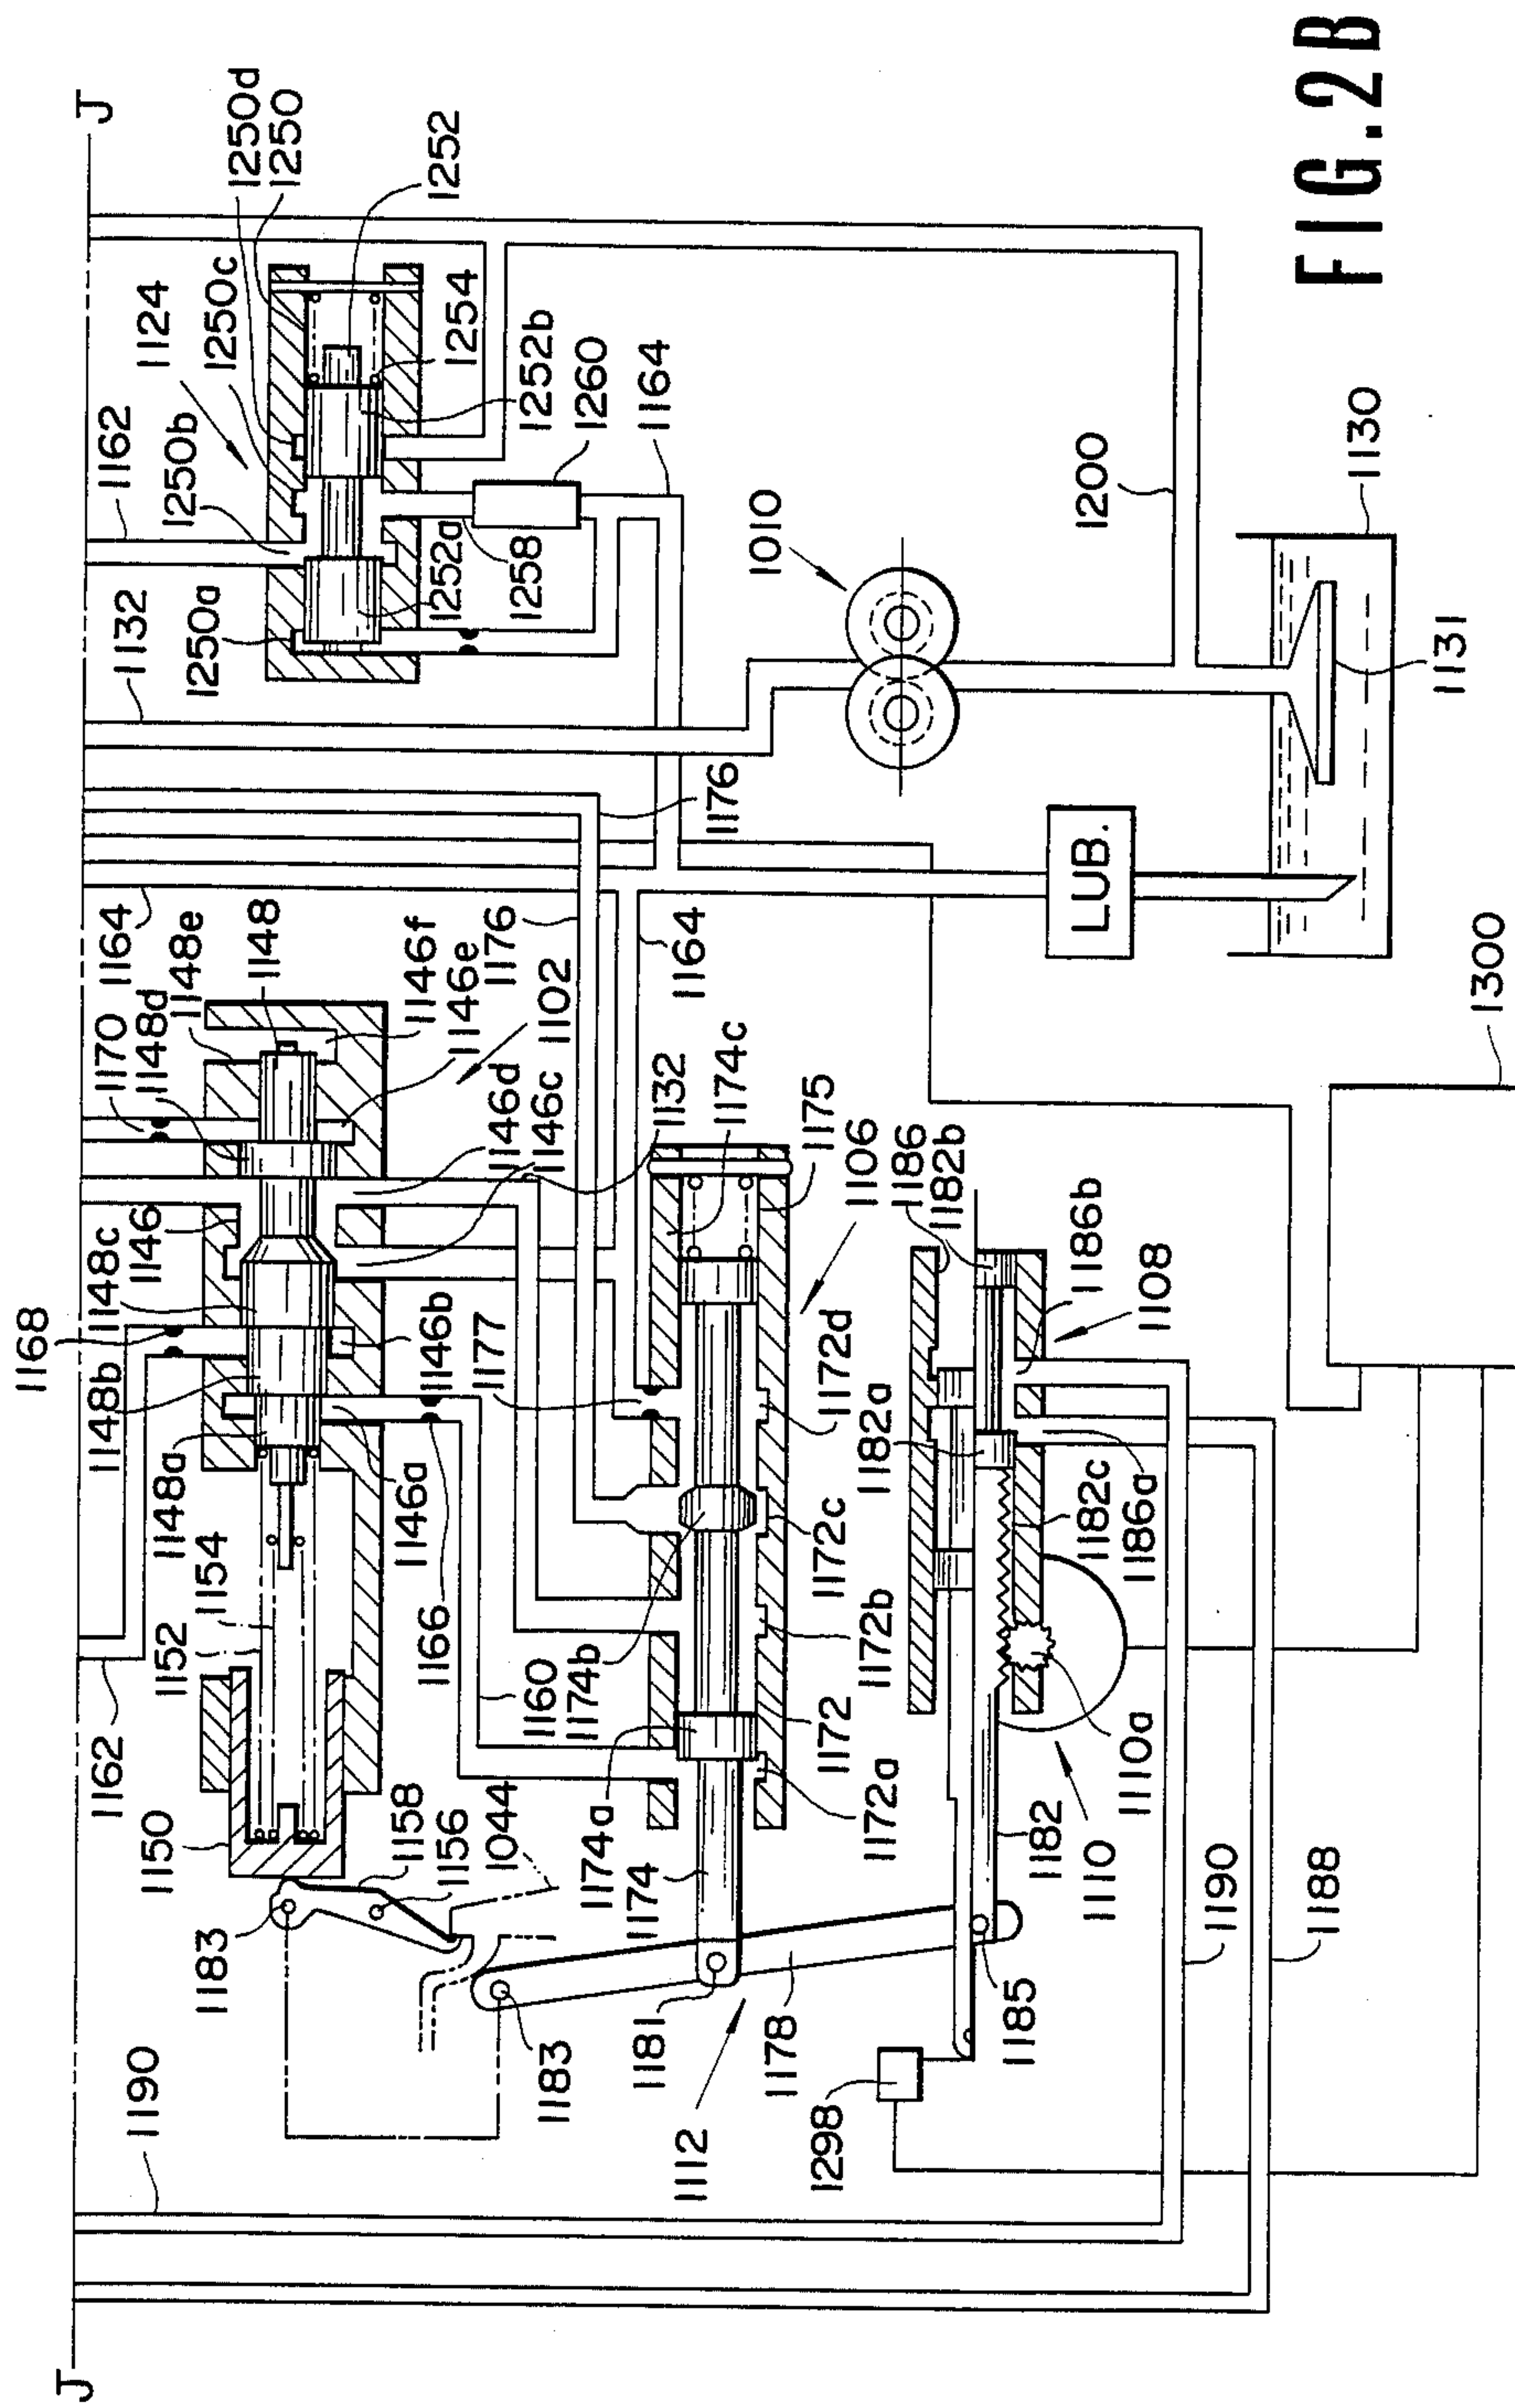 J
1250d
1250
1252
1250c
1254
1124
1252b
1260
1164
1162
1250b
1252a
1258
1132
1250a
1010
1200
1130
1131
FIG.2B
1176
LUB.
1164
1148e
1148
1146f
1146e
1176
1164
1170
1148d
1102
1146d
1146c
1132
1174c
1175
1106
1300
1146
1148c
1168
1148b
1146b
1177
1172d
1186
1182b
1186b
1108
1148a
1146a
1154
1152
1166
1160
1174b
1172c
1172b
1172
1182a
1182c
1186a
1162
1150
1158
1156
1044
1174a
1174
1172a
1182
1110
1110a
1190
1188
1183
1183
1181
1178
1185
1112
1298
1190
J